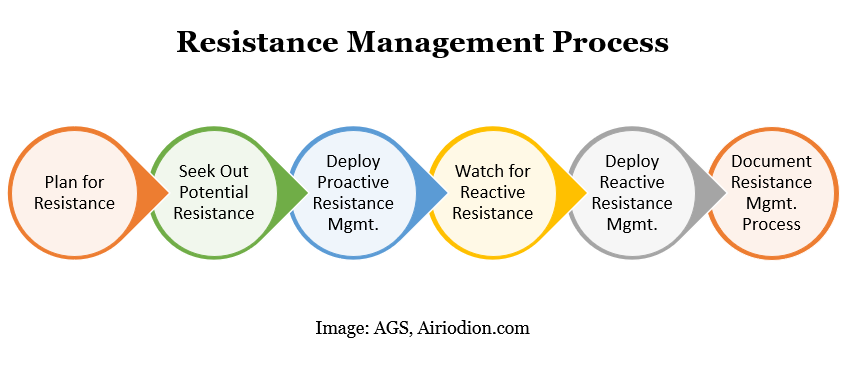 Resistance Management Process
Plan for
Resistance
Seek Out
Potential
Resistance
Deploy
Proactive
Resistance
Mgmt.
Watch for
Reactive
Resistance
Deploy
Reactive
Resistance
Mgmt.
Document
Resistance
Mgmt.
Process
Image: AGS, Airiodion.com